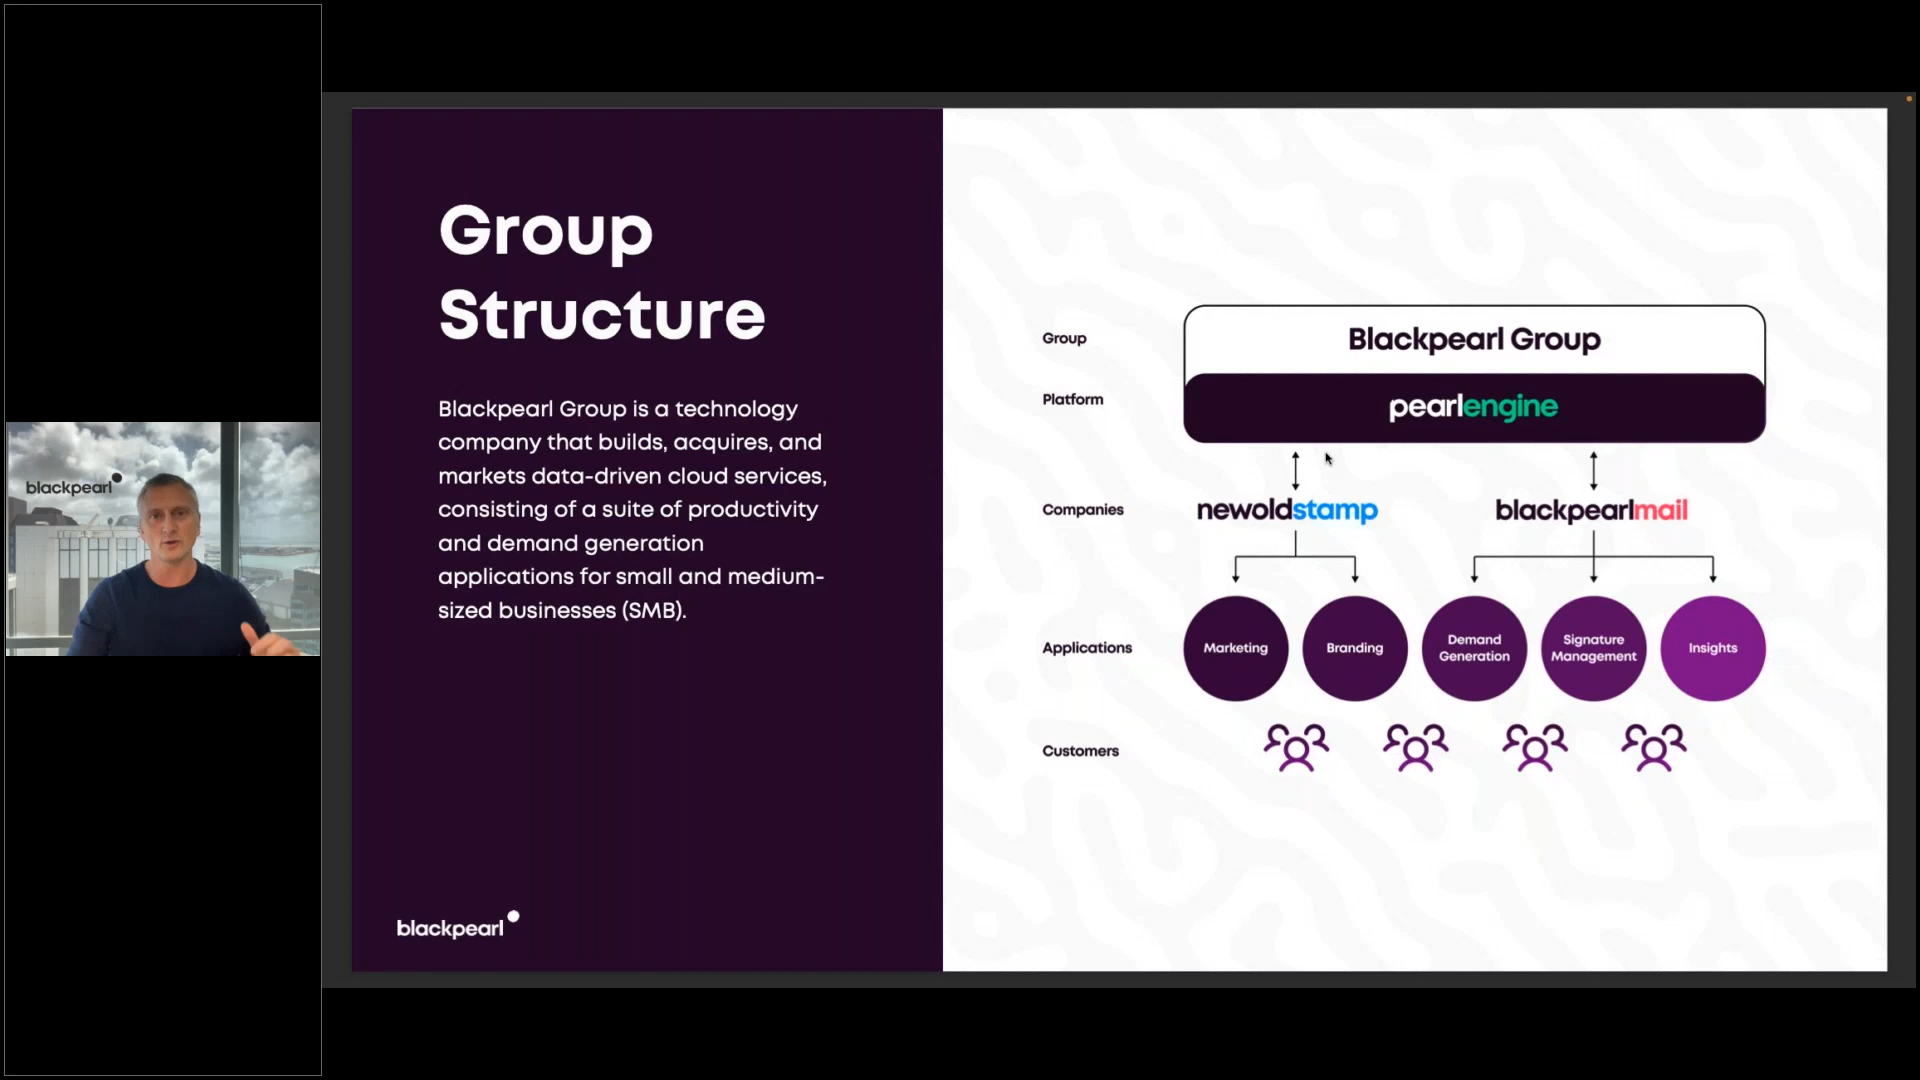 blackpearl
Group
Structure
Blackpearl Group is a technology
company that builds, acquires, and
markets data-driven cloud services,
consisting of a suite of productivity
and demand generation
applications for small and medium-
sized businesses (SMB).
blackpearl
Group
Blackpearl Group
Platform
pearlengine
Companies
newoldstamp
blackpearlmail
Applications
Marketing
Branding
Demand
Generation
Signature
Management
Insights
Customers